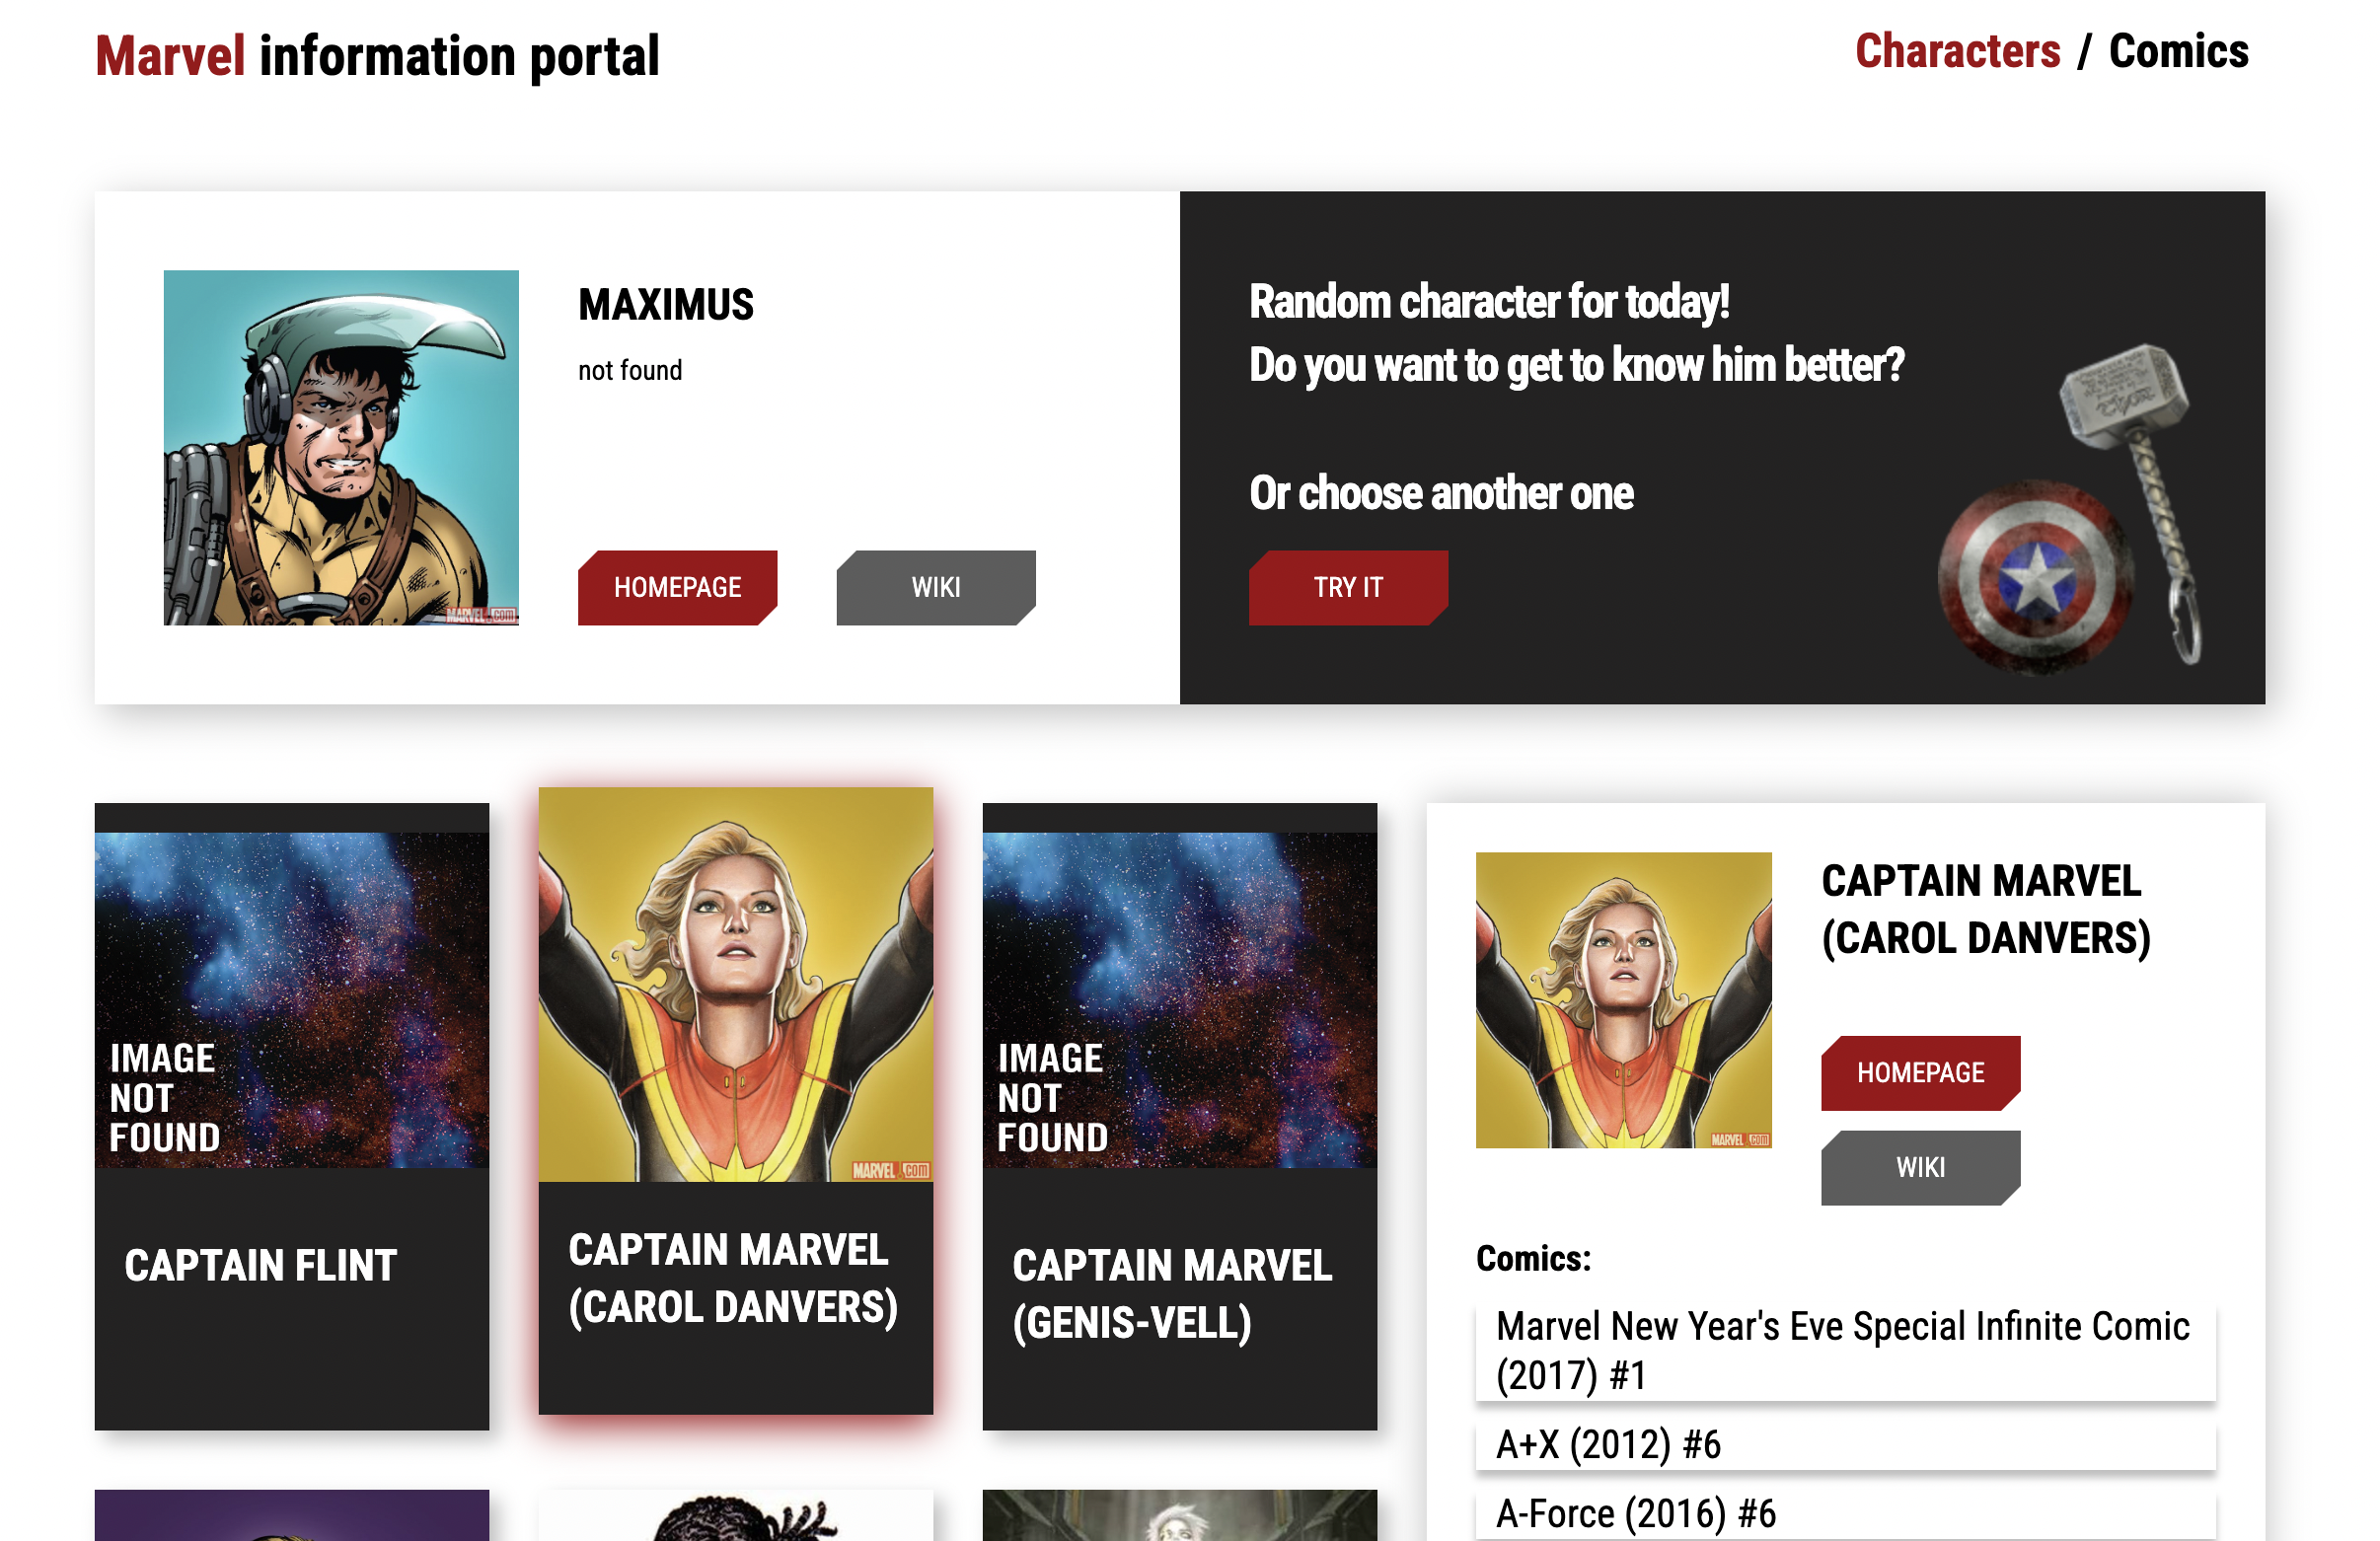 Marvel information portal
Characters / Comics
MAXIMUS
not found
HOMEPAGE
WIKI
MARVEL.com
Random character for today!
Do you want to get to know him better?
Or choose another one
TRY IT
IMAGE
NOT
FOUND
CAPTAIN FLINT
MARVEL.com
CAPTAIN MARVEL
(CAROL DANVERS)
IMAGE
NOT
FOUND
CAPTAIN MARVEL
(GENIS-VELL)
MARVEL.com
CAPTAIN MARVEL
(CAROL DANVERS)
HOMEPAGE
WIKI
Comics:
Marvel New Year's Eve Special Infinite Comic
(2017) #1
A+X (2012) #6
A-Force (2016) #6